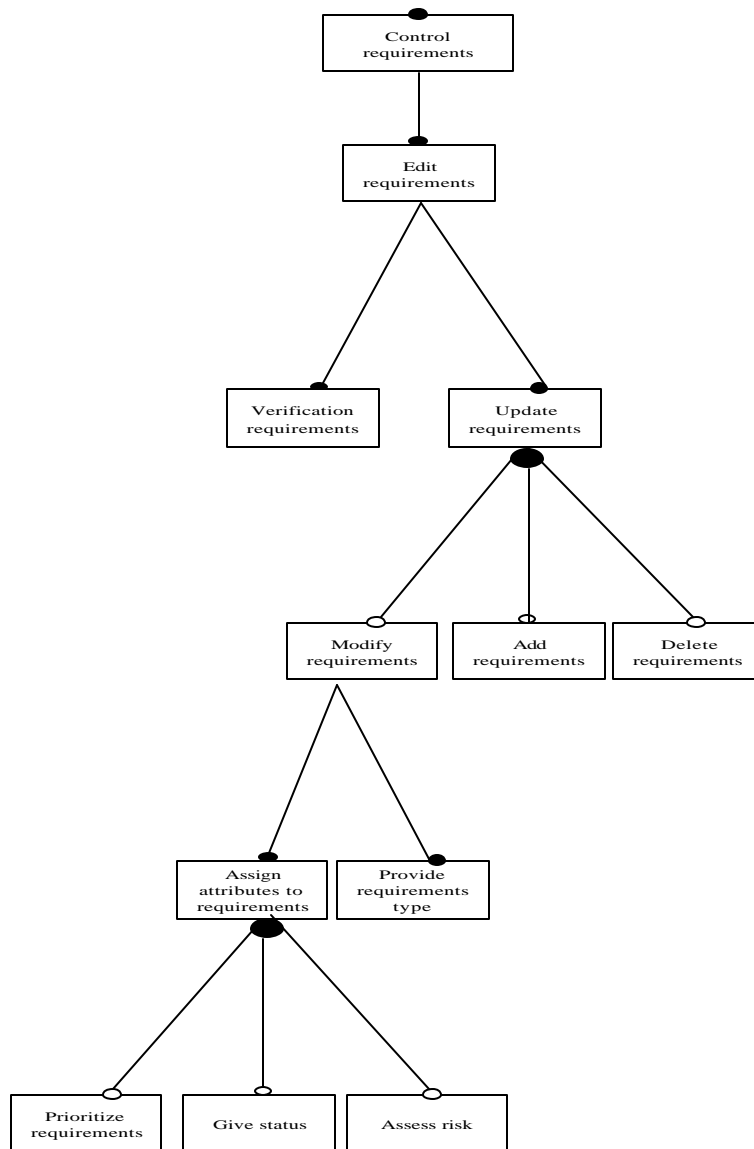 Control
requirements
Edit
requirements
Verification
requirements
Update
requirements
Modify
requirements
Add
requirements
Delete
requirements
Assign
attributes to
requirements
Provide
requirements
type
Prioritize
requirements
Give status
Assess risk